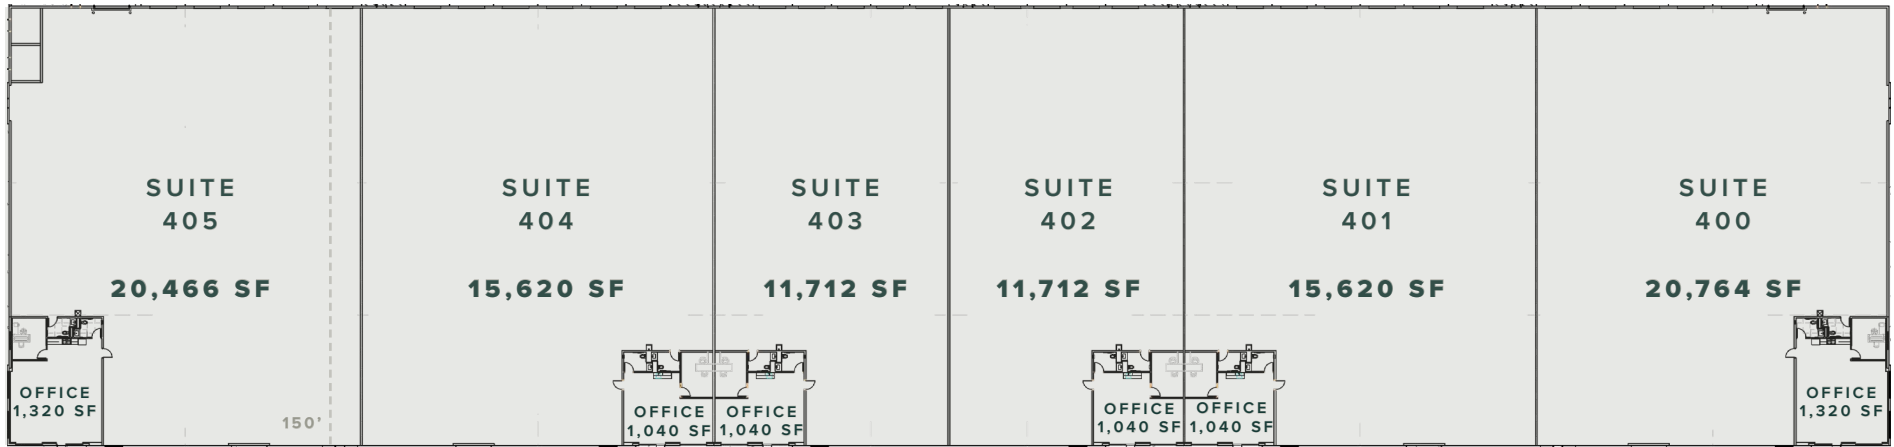 SUITE
405
20,466 SF
OFFICE
1,320 SF
150'
SUITE
404
15,620 SF
OFFICE
1,040 SF
SUITE
403
11,712 SF
OFFICE
1,040 SF
SUITE
402
11,712 SF
OFFICE
1,040 SF
SUITE
401
15,620 SF
OFFICE
1,040 SF
SUITE
400
20,764 SF
OFFICE
1,320 SF